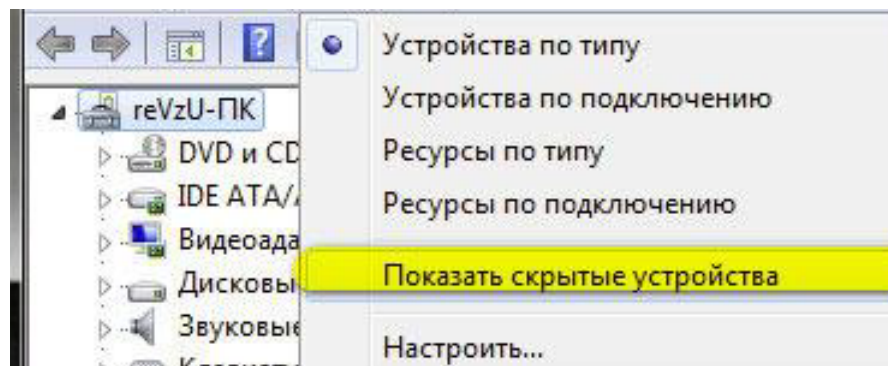 Устройства по типу
Устройства по подключению
Ресурсы по типу
Ресурсы по подключению
Показать скрытые устройства
Настроить...
reVzU-ПК
DVD и CD
IDE ATA/
Видеоада
Дисковы
Звуковые